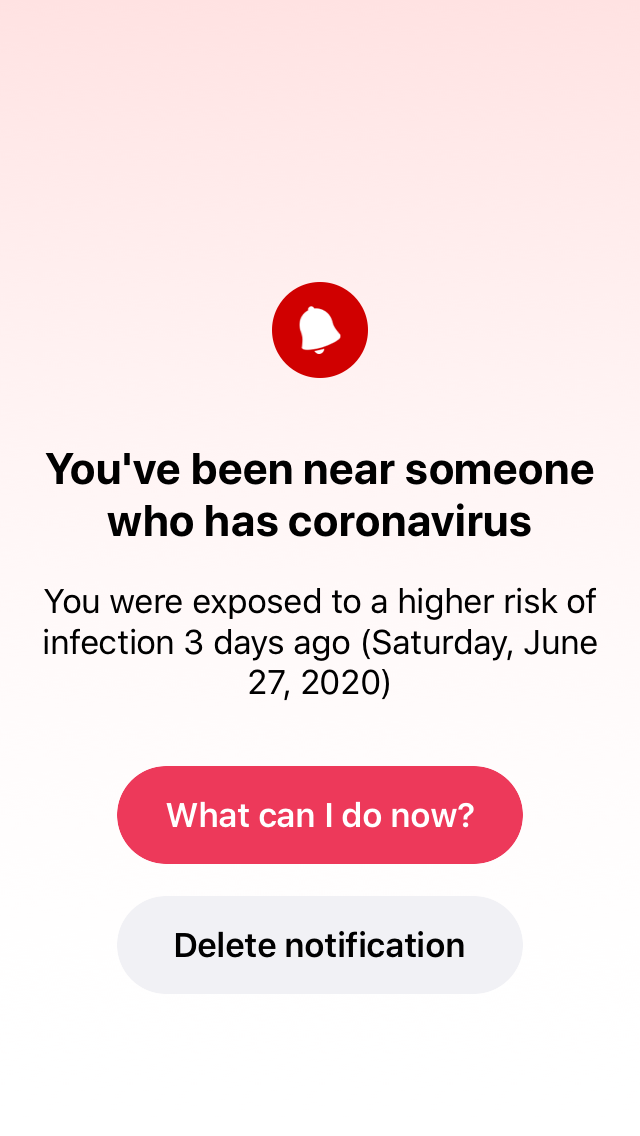 You've been near someone
who has coronavirus
You were exposed to a higher risk of
infection 3 days ago (Saturday, June
27, 2020)
What can I do now?
Delete notification